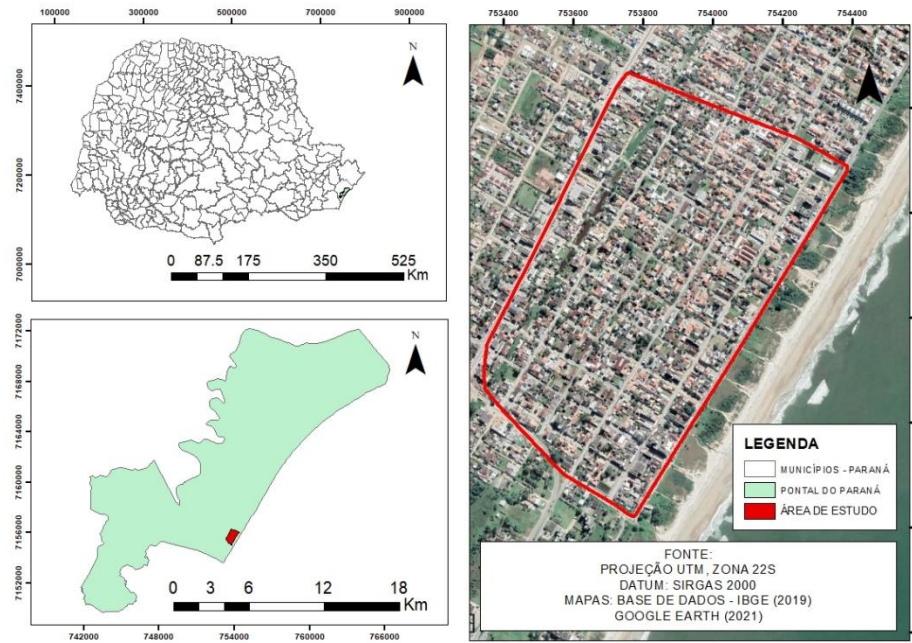 100000 300000 500000 700000 900000
N
7400000
7200000
7000000
0 87.5 175 350 525
Km
N
7172000
7168000
7164000
7160000
7156000
7152000
0 3 6 12 18
Km
742000 748000 754000 760000 766000
753400 753600 753800 754000 754200 754400
LEGENDA
MUNICÍPIOS - PARANÁ
PONTAL DO PARANÁ
ÁREA DE ESTUDO
FONTE:
PROJEÇÃO UTM, ZONA 22S
DATUM: SIRGAS 2000
MAPAS: BASE DE DADOS - IBGE (2019)
GOOGLE EARTH (2021)